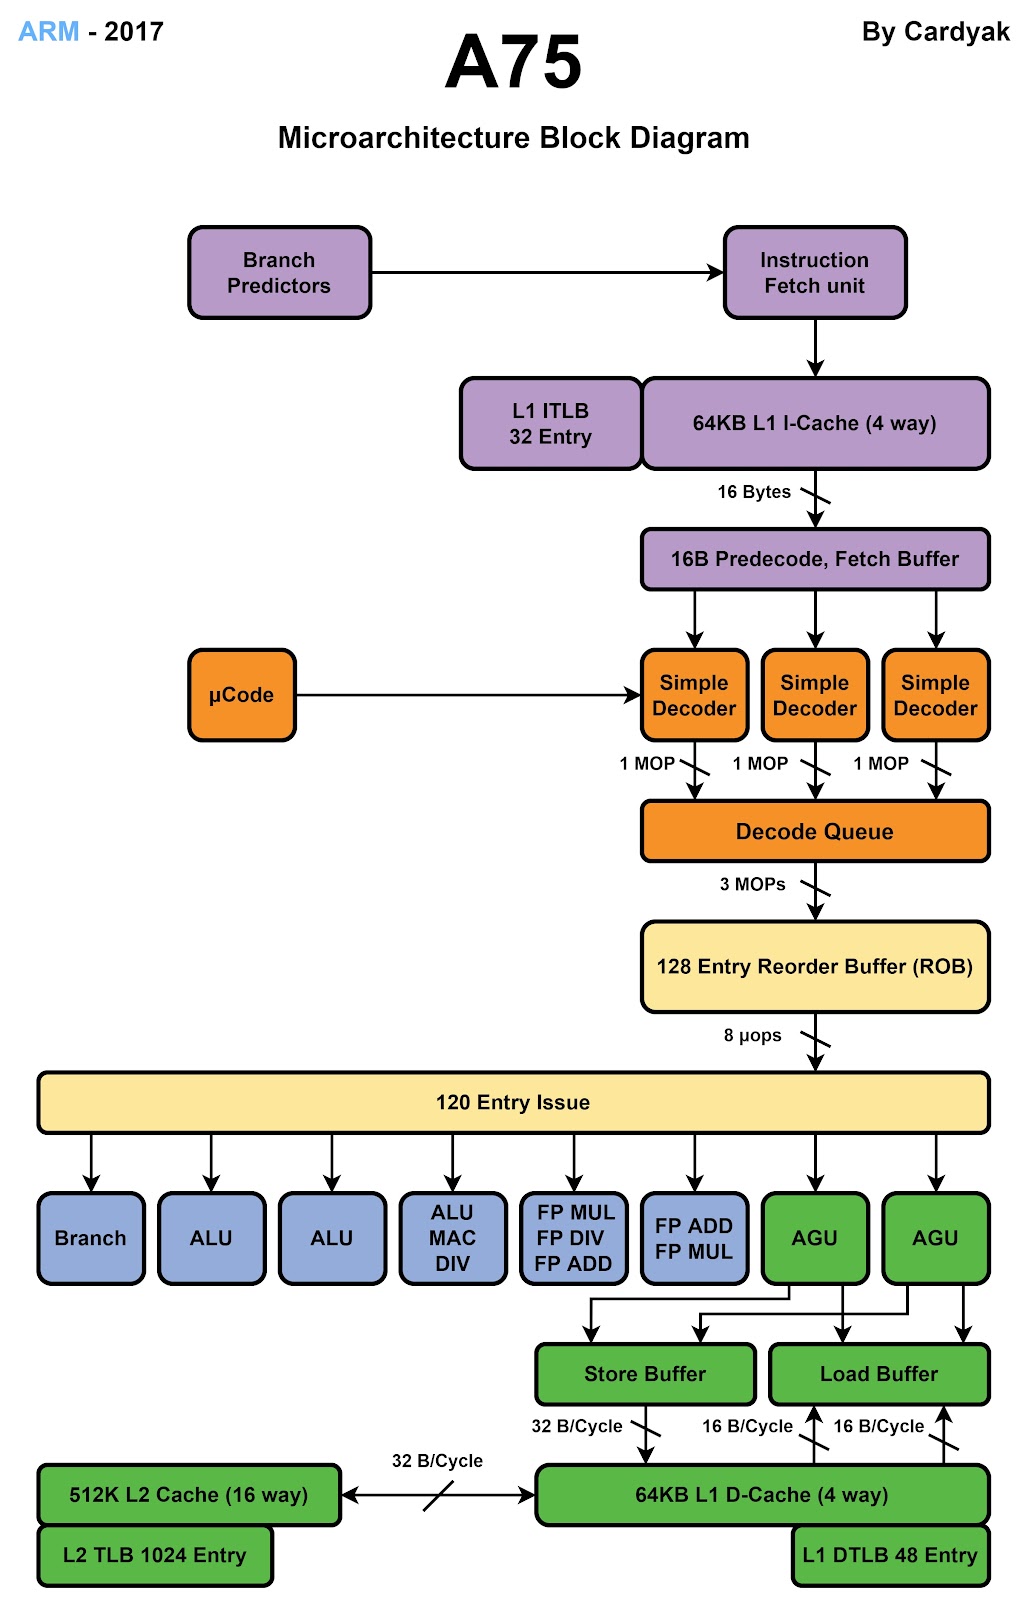 ARM - 2017
By Cardyak
A75
Microarchitecture Block Diagram
Branch
Predictors
Instruction
Fetch unit
L1 ITLB
32 Entry
64KB L1 I-Cache (4 way)
16 Bytes
16B Predecode, Fetch Buffer
µCode
Simple
Decoder
Simple
Decoder
Simple
Decoder
1 MOP
1 MOP
1 MOP
Decode Queue
3 MOPs
128 Entry Reorder Buffer (ROB)
8 µops
120 Entry Issue
Branch
ALU
ALU
ALU
MAC
DIV
FP MUL
FP DIV
FP ADD
FP ADD
FP MUL
AGU
AGU
Store Buffer
Load Buffer
32 B/Cycle
16 B/Cycle
16 B/Cycle
32 B/Cycle
512K L2 Cache (16 way)
64KB L1 D-Cache (4 way)
L2 TLB 1024 Entry
L1 DTLB 48 Entry